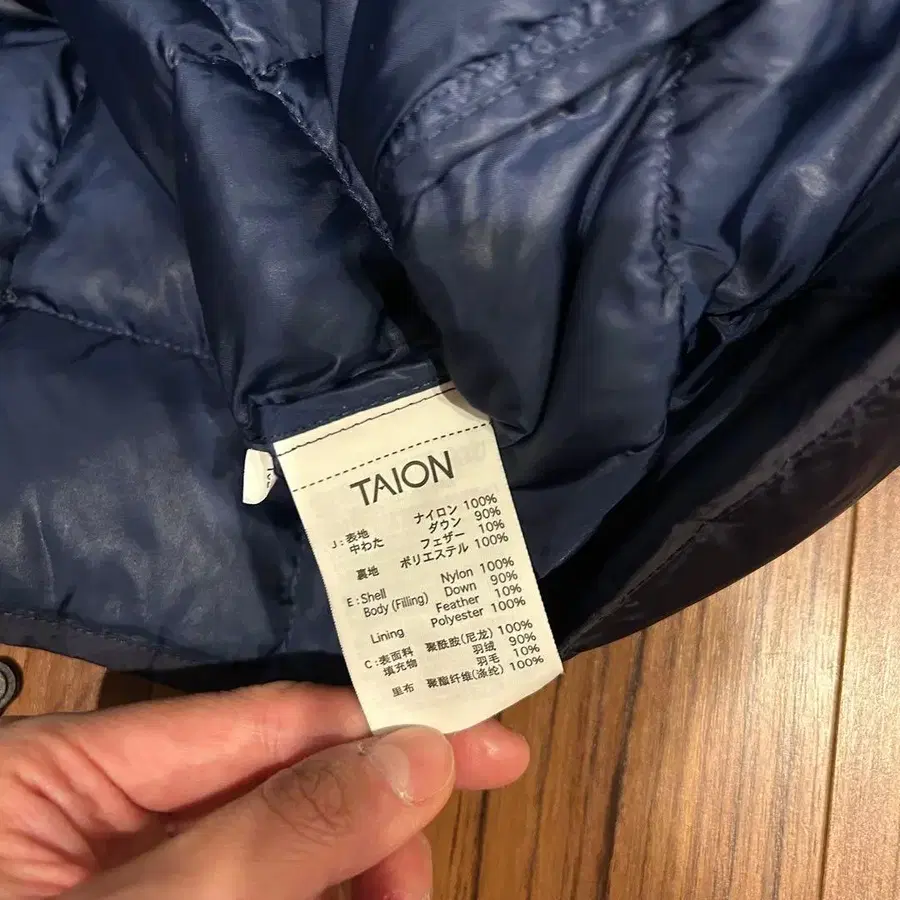 TAION
J:表地 ナイロン 100%
中わた ダウン 90%
フェザー 10%
裏地 ポリエステル 100%
E:Shell Nylon 100%
Body (Filling) Down 90%
Feather 10%
Lining Polyester 100%
C:表面料 聚酰胺(尼龙) 100%
填充物 羽绒 90%
羽毛 10%
里布 聚酯纤维(涤纶) 100%